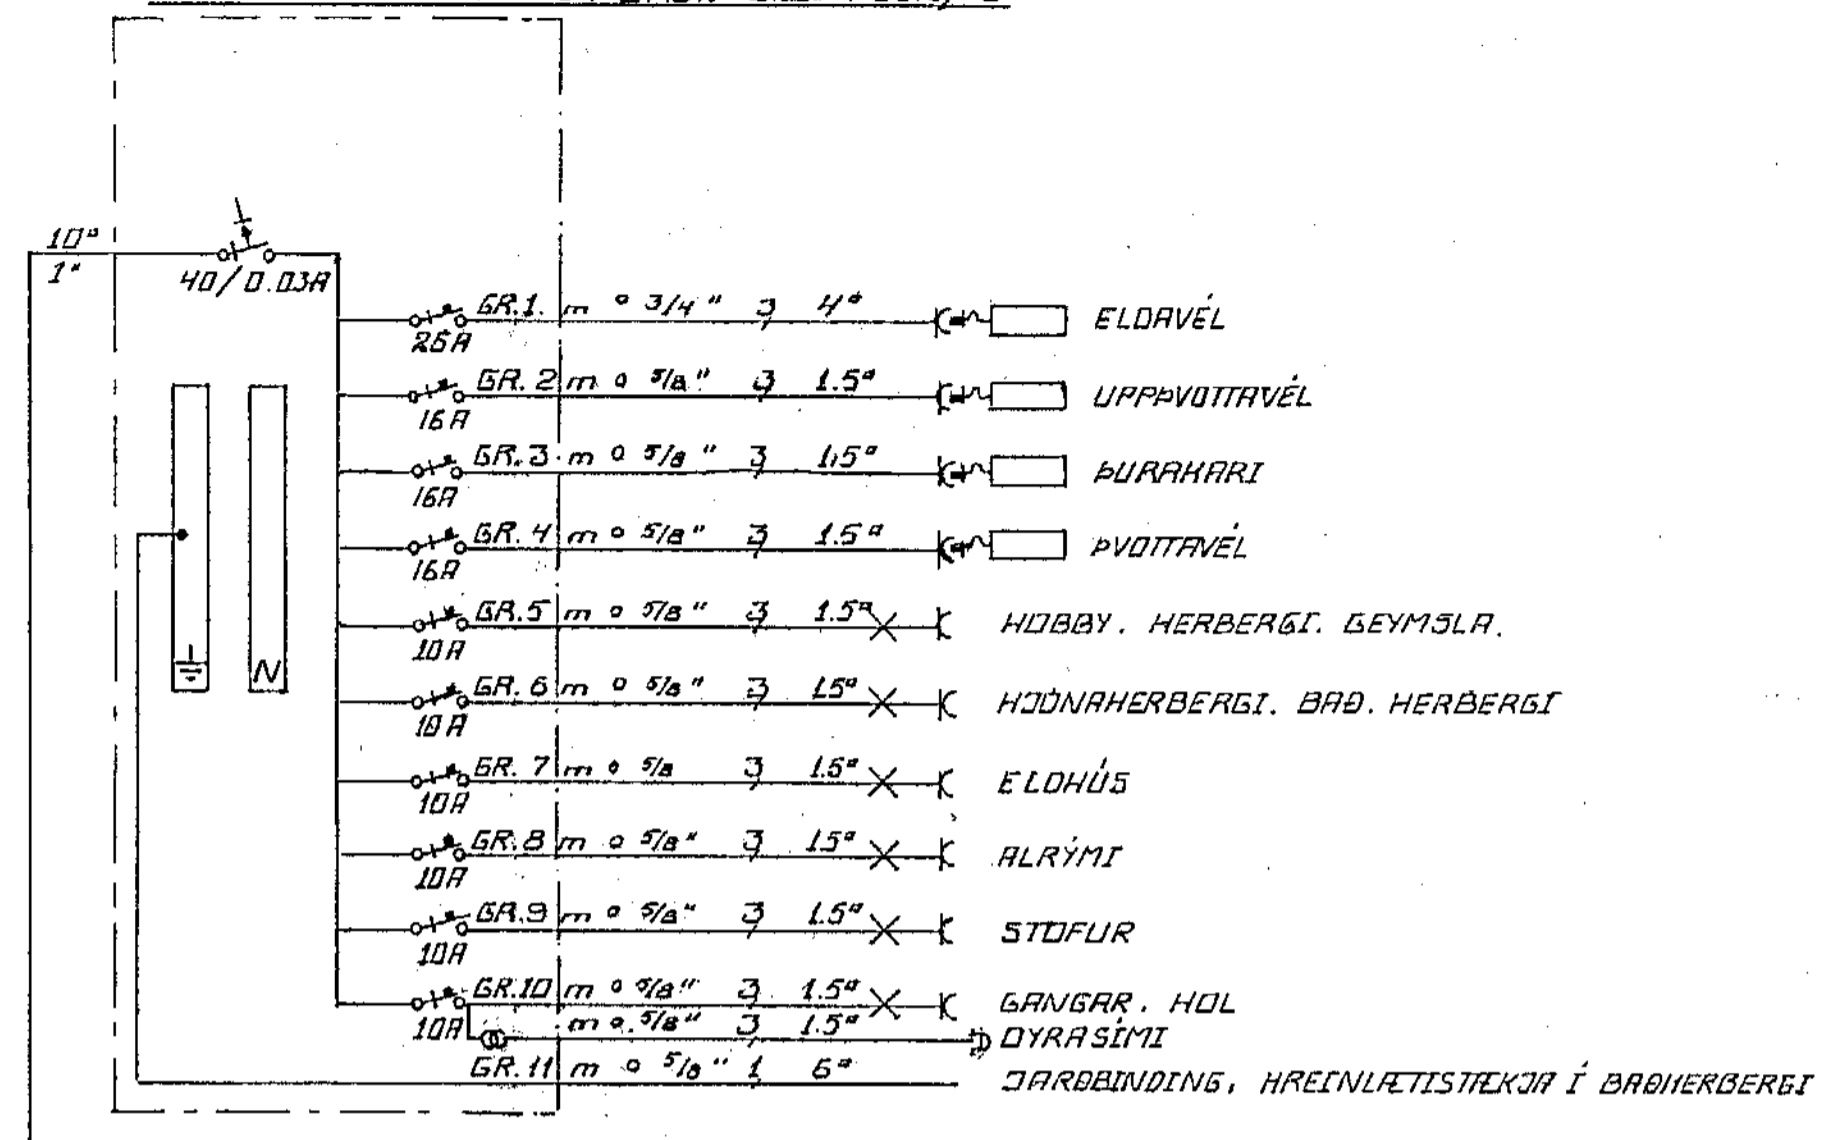 10▫
1"
40/0.03A
GR.1. m o 3/4" 3 4▫ ELDAVÉL
25A
GR. 2 m o 5/8" 3 1.5▫ UPPÞVOTTAVÉL
16A
GR. 3 m o 5/8" 3 1,5▫ ÞURRKARI
16A
GR. 4 m o 5/8" 3 1.5▫ ÞVOTTAVÉL
16A
GR.5 m o 5/8" 3 1.5▫ HOBBY. HERBERGI. GEYMSLA.
10A
GR. 6 m o 5/8" 3 1.5▫ HJÓNAHERBERGI. BAÐ. HERBERGI
10A
GR. 7 m o 5/8 3 1.5▫ ELDHÚS
10A
GR.8 m o 5/8" 3 1.5▫ ALRÝMI
10A
GR.9 m o 5/8" 3 1.5▫ STOFUR
10A
GR.10 m o 5/8" 3 1.5▫ GANGAR. HOL
10A m o 5/8" 3 1.5▫ DYRASÍMI
GR. 11 m o 5/8" 1 6▫ JARÐBINDING, HREINLÆTISTÆKJA Í BAÐHERBERGI
N